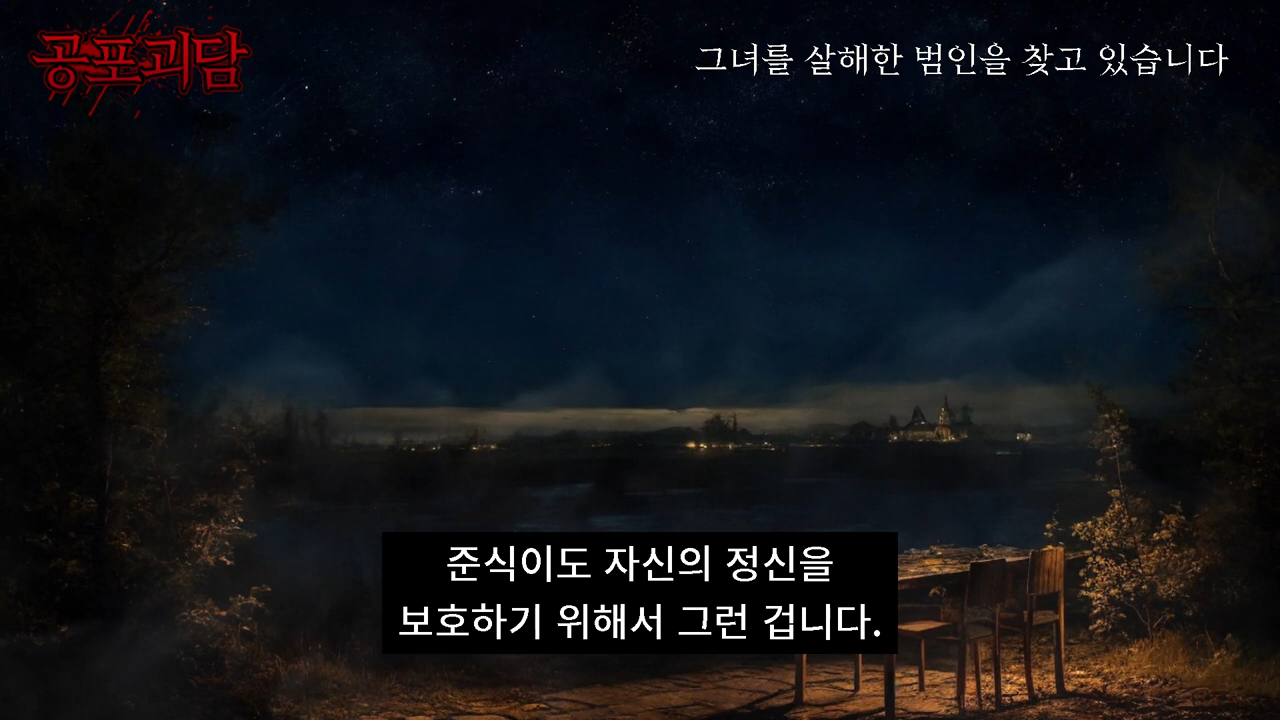 공포괴담
그녀를 살해한 범인을 찾고 있습니다
준식이도 자신의 정신을
보호하기 위해서 그런 겁니다.